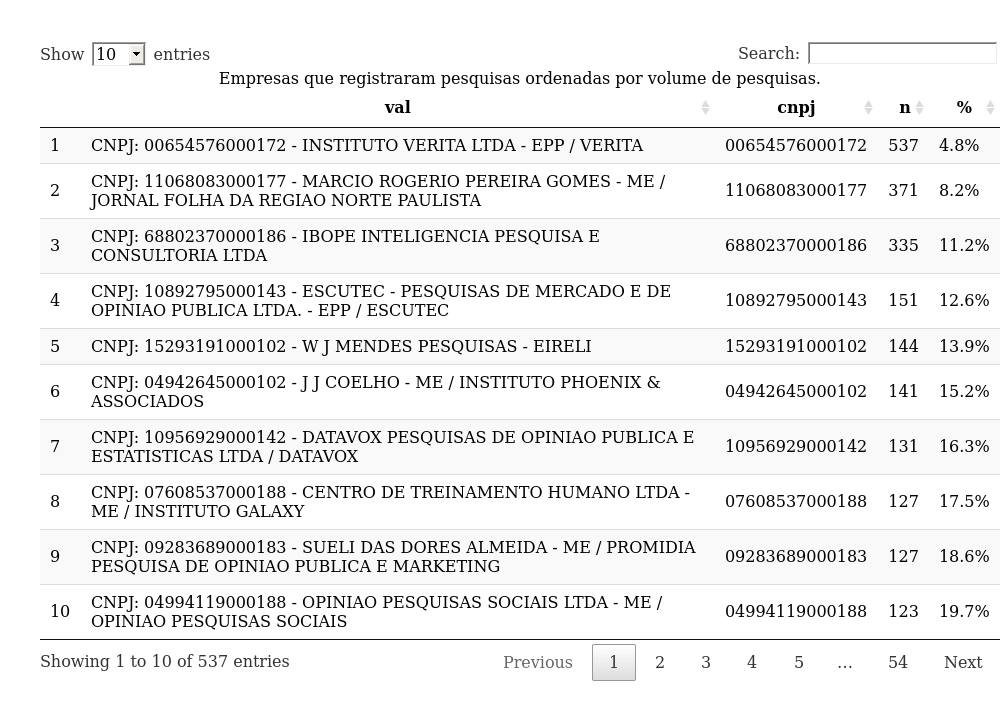 Show 10 entries
Search:
Empresas que registraram pesquisas ordenadas por volume de pesquisas.
val cnpj n %
1 CNPJ: 00654576000172 - INSTITUTO VERITA LTDA - EPP / VERITA 00654576000172 537 4.8%
2 CNPJ: 11068083000177 - MARCIO ROGERIO PEREIRA GOMES - ME /
JORNAL FOLHA DA REGIAO NORTE PAULISTA 11068083000177 371 8.2%
3 CNPJ: 68802370000186 - IBOPE INTELIGENCIA PESQUISA E
CONSULTORIA LTDA 68802370000186 335 11.2%
4 CNPJ: 10892795000143 - ESCUTEC - PESQUISAS DE MERCADO E DE
OPINIAO PUBLICA LTDA. - EPP / ESCUTEC 10892795000143 151 12.6%
5 CNPJ: 15293191000102 - W J MENDES PESQUISAS - EIRELI 15293191000102 144 13.9%
6 CNPJ: 04942645000102 - J J COELHO - ME / INSTITUTO PHOENIX &
ASSOCIADOS 04942645000102 141 15.2%
7 CNPJ: 10956929000142 - DATAVOX PESQUISAS DE OPINIAO PUBLICA E
ESTATISTICAS LTDA / DATAVOX 10956929000142 131 16.3%
8 CNPJ: 07608537000188 - CENTRO DE TREINAMENTO HUMANO LTDA -
ME / INSTITUTO GALAXY 07608537000188 127 17.5%
9 CNPJ: 09283689000183 - SUELI DAS DORES ALMEIDA - ME / PROMIDIA
PESQUISA DE OPINIAO PUBLICA E MARKETING 09283689000183 127 18.6%
10 CNPJ: 04994119000188 - OPINIAO PESQUISAS SOCIAIS LTDA - ME /
OPINIAO PESQUISAS SOCIAIS 04994119000188 123 19.7%
Showing 1 to 10 of 537 entries
Previous 1 2 3 4 5 … 54 Next